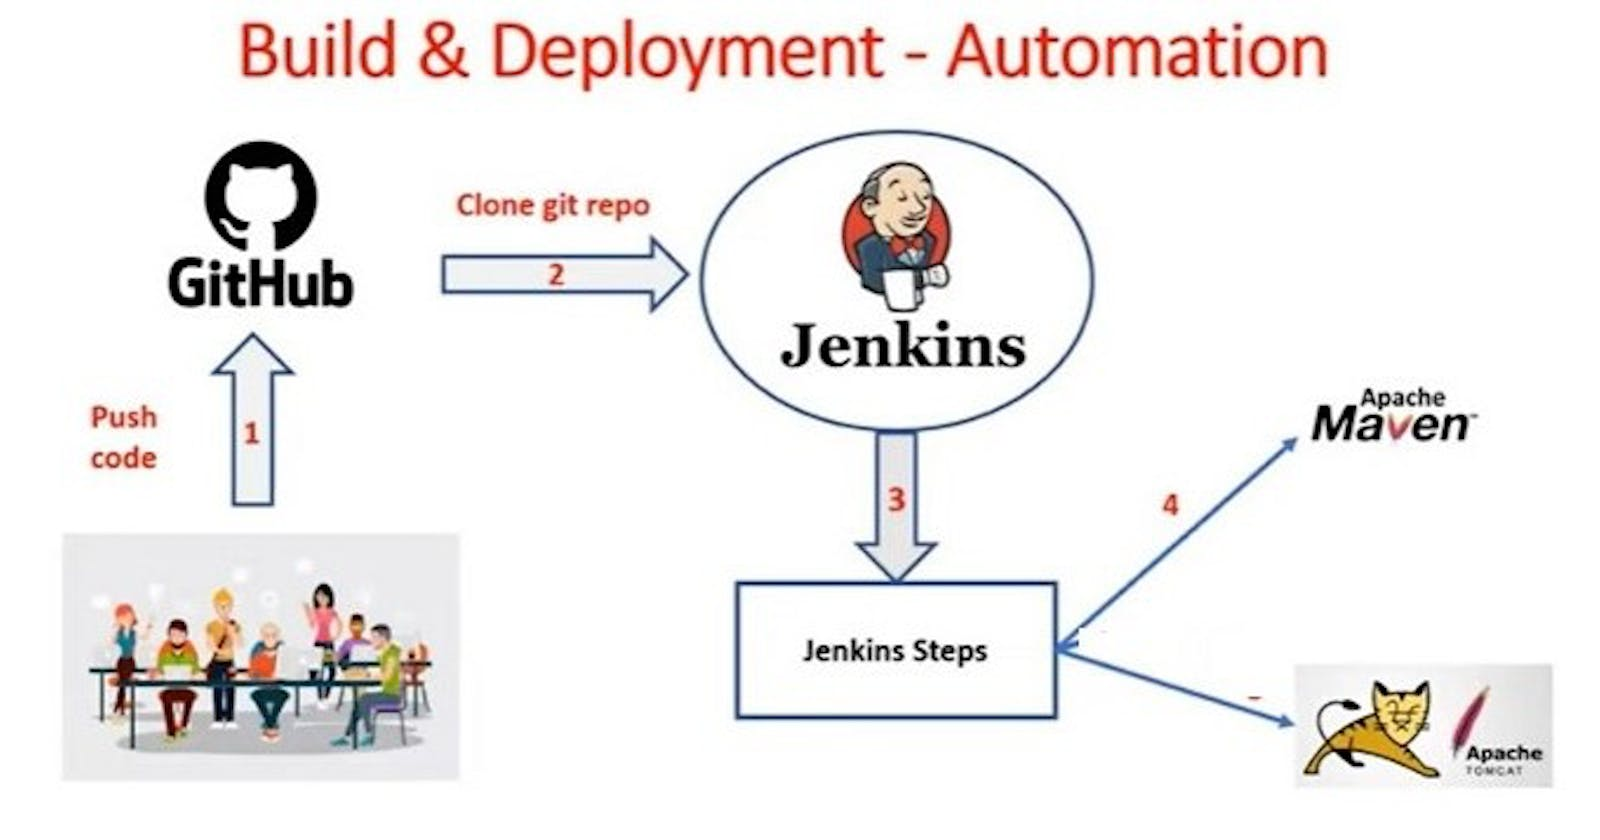 Build & Deployment - Automation
GitHub
Clone git repo
2
Jenkins
Push
code
1
3
Apache
Maven™
4
Jenkins Steps
Apache
TOMCAT